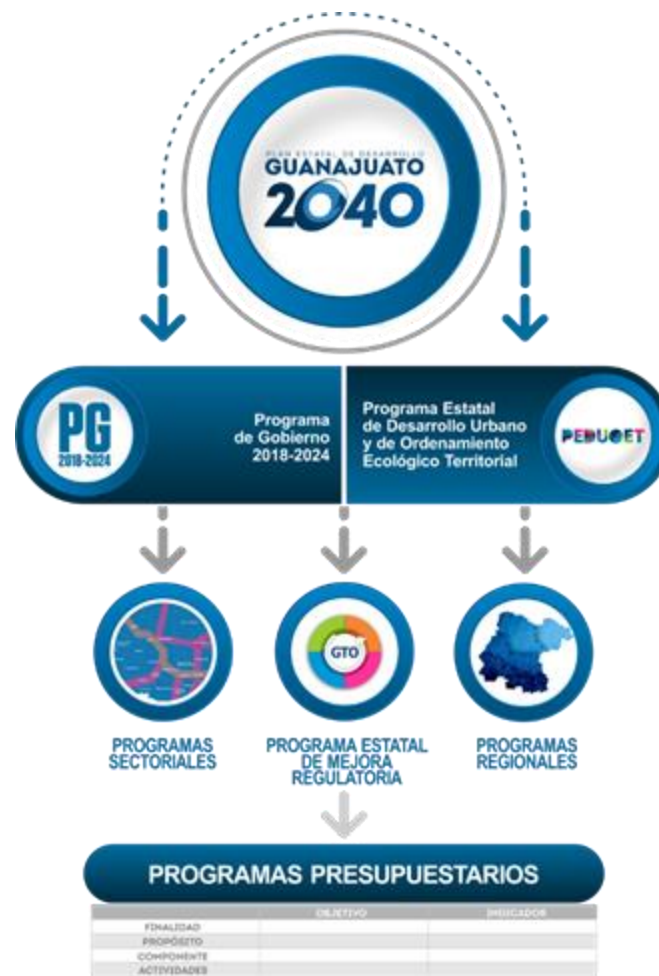 PLAN ESTATAL DE DESARROLLO
GUANAJUATO
2040
PG
2018-2024
Programa
de Gobierno
2018-2024
Programa Estatal
de Desarrollo Urbano
y de Ordenamiento
Ecológico Territorial
PEDUOET
PROGRAMAS
SECTORIALES
GTO
PROGRAMA ESTATAL
DE MEJORA
REGULATORIA
PROGRAMAS
REGIONALES
PROGRAMAS PRESUPUESTARIOS
OBJETIVO INDICADOR
FINALIDAD
PROPÓSITO
COMPONENTE
ACTIVIDADES